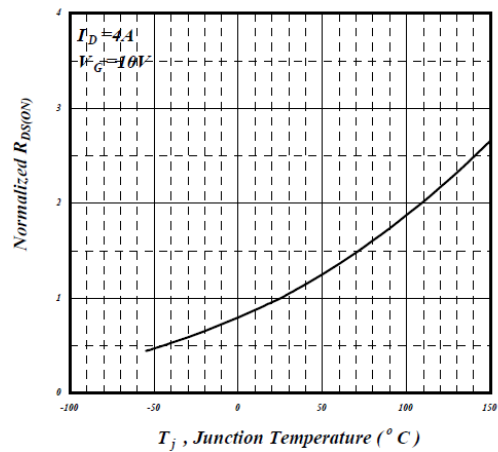 I_D=4A
V_G=10V
4
3
2
1
0
-100 -50 0 50 100 150
Normalized R_DS(ON)
T_j , Junction Temperature ( °C )